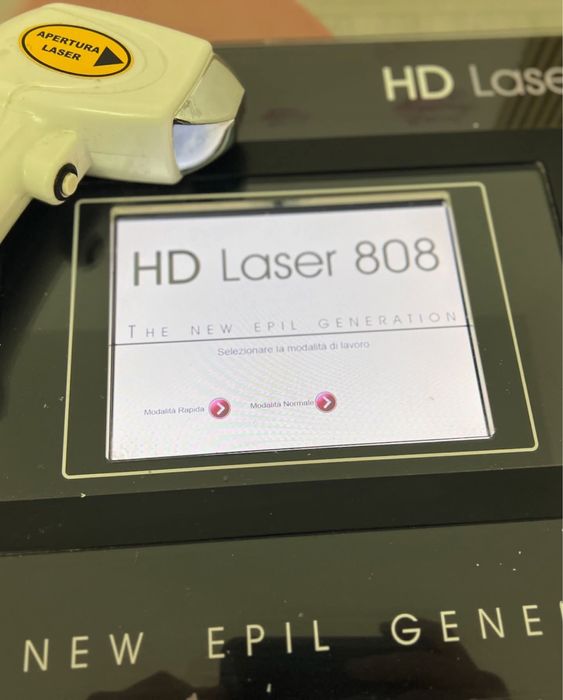 APERTURA
LASER
HD Lase
HD Laser 808
THE NEW EPIL GENERATION
Selezionare la modalità di lavoro
Modalità Rapida
Modalità Normale
NEW EPIL GENE